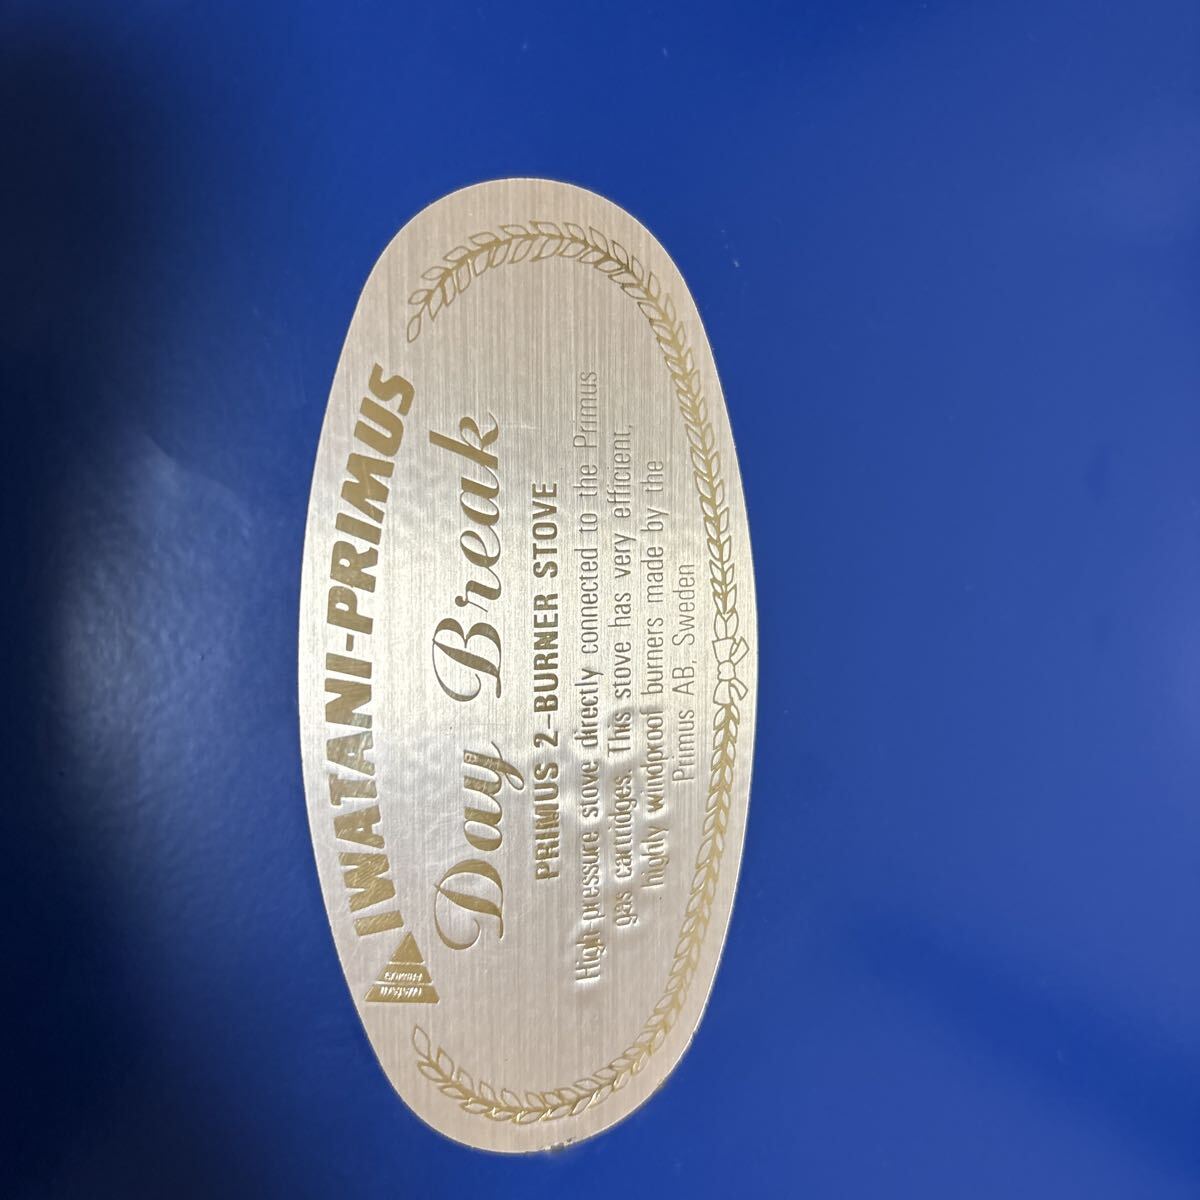 IWATANI-PRIMUS
Day Break
PRIMUS 2-BURNER STOVE
High-pressure stove directly connected to the Primus
gas cartridges. This stove has very efficient,
highly windproof burners made by the
Primus AB, Sweden